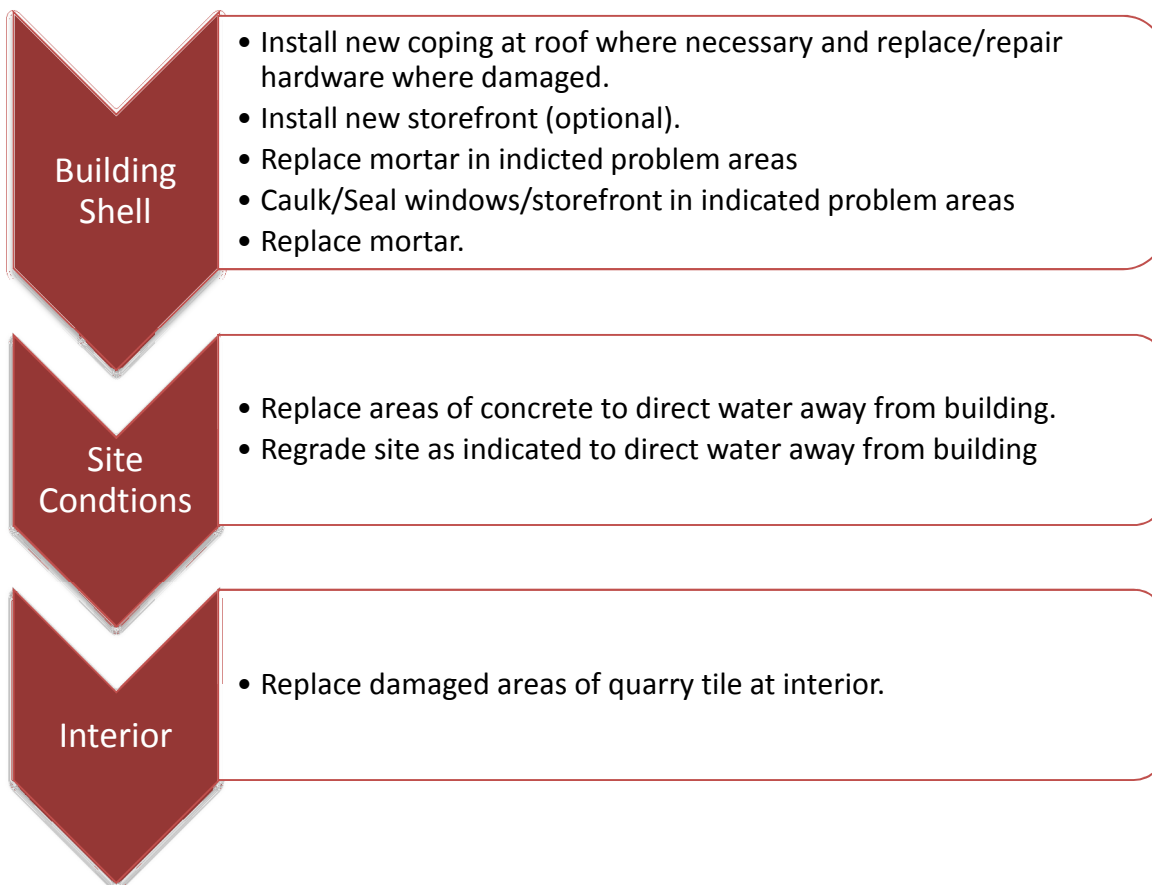 Building
Shell
• Install new coping at roof where necessary and replace/repair
hardware where damaged.
• Install new storefront (optional).
• Replace mortar in indicted problem areas
• Caulk/Seal windows/storefront in indicated problem areas
• Replace mortar.
Site
Condtions
• Replace areas of concrete to direct water away from building.
• Regrade site as indicated to direct water away from building
Interior
• Replace damaged areas of quarry tile at interior.